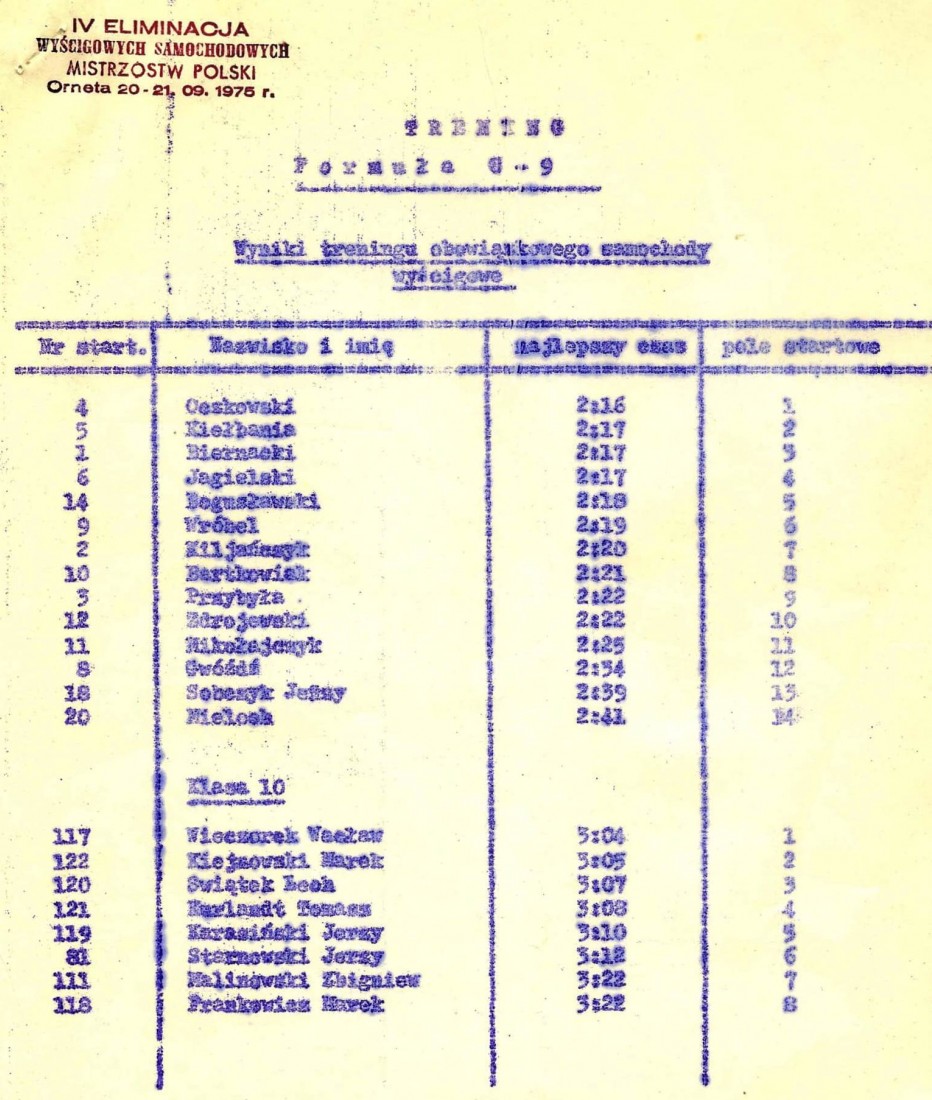 IV ELIMINACJA
WYŚCIGOWYCH SAMOCHODOWYCH
MISTRZOSTW POLSKI
Orneta 20-21. 09. 1975 r.
TRENING
Formuła C-9
Wyniki treningu obowiązkowego samochody
wyścigowe
Nr start. Nazwisko i imię najlepszy czas pole startowe
4 Ceskowski 2:16 1
5 Kiełbania 2:17 2
1 Biernacki 2:17 3
6 Jagielski 2:17 4
14 Bogusławski 2:18 5
9 Wróbel 2:19 6
2 Kiljańczyk 2:20 7
10 Bartkowiak 2:21 8
3 Przybyła 2:22 9
12 Zdrojewski 2:22 10
11 Mikołajczyk 2:25 11
8 Gwóźdź 2:34 12
18 Sobczyk Jerzy 2:39 13
20 Mieloch 2:41 14
Klasa 10
117 Wieczorek Wacław 3:04 1
122 Kiejnowski Marek 3:05 2
120 Swiątek Lech 3:07 3
121 Kurlandt Tomasz 3:08 4
119 Karasiński Jerzy 3:10 5
81 Starnowski Jerzy 3:12 6
111 Malinowski Zbigniew 3:22 7
118 Frankowicz Marek 3:22 8